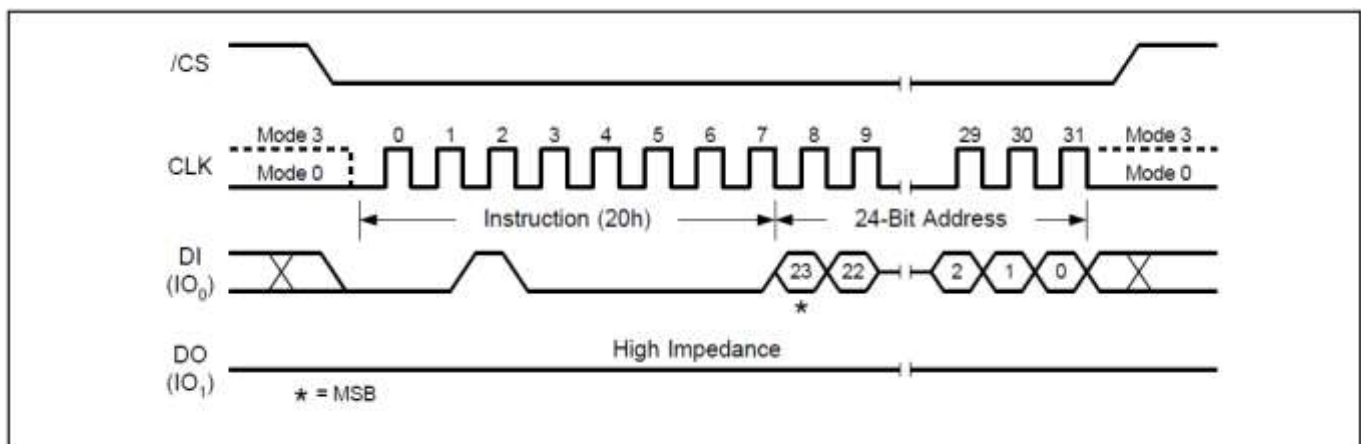 /CS
Mode 3 0 1 2 3 4 5 6 7 8 9 29 30 31 Mode 3
CLK Mode 0 Mode 0
Instruction (20h) 24-Bit Address
DI
(IO₀) 23 22 2 1 0
*
DO High Impedance
(IO₁)
* = MSB